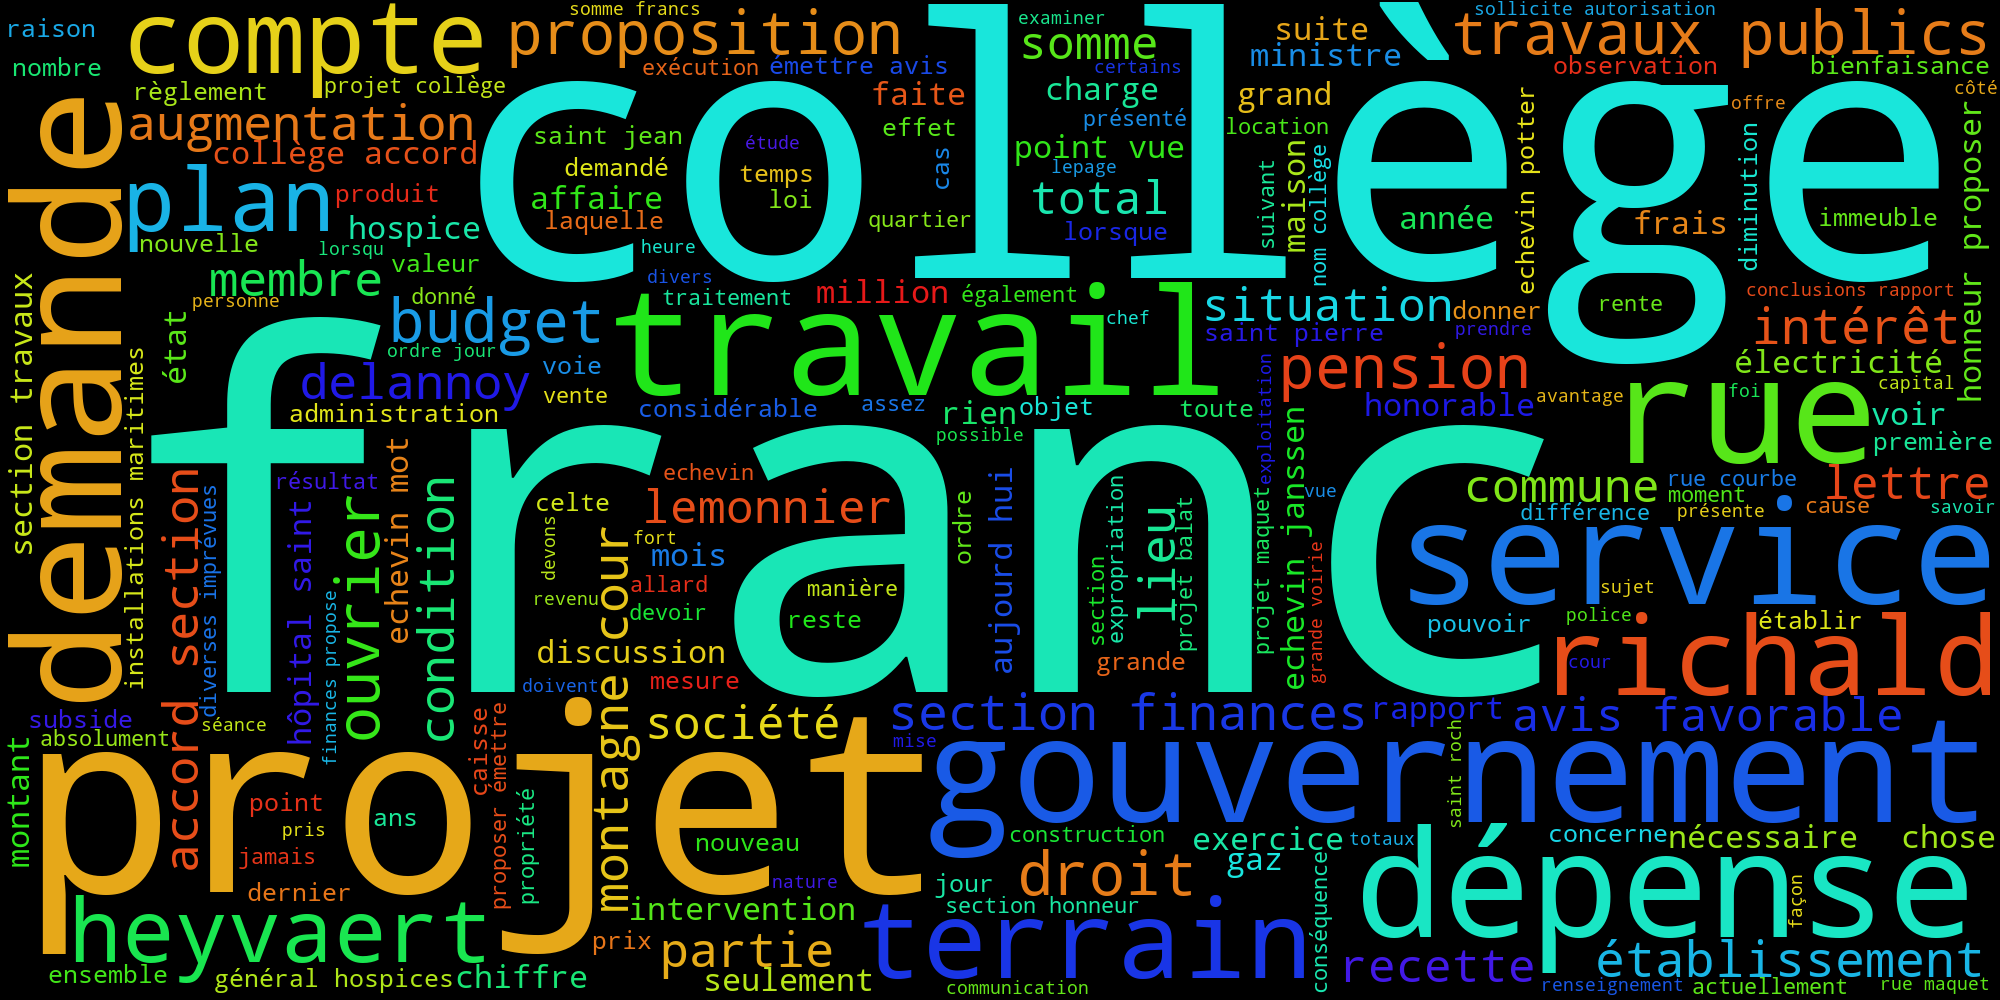 raison
compte
somme francs
proposition
examiner
somme
collège
suite
ministre
sollicite autorisation
travaux publics
nombre
règlement
projet collège
exécution
émettre avis
certains
observation
bienfaisance
côté
augmentation
collège accord
faite
effet
charge
présenté
grand
location
offre
plan
saint jean
étude
demandé
temps
affaire
loi
laquelle
cas
quartier
point vue
lepage
total
lorsque
suivant
maison
nom collège
année
echevin potter
frais
diminution
immeuble
honneur proposer
demande
produit
hospice
nouvelle
lorsqu
heure
valeur
membre
divers
personne
donné
traitement
million
également
situation
donner
rente
conclusions rapport
section travaux
état
budget
travail
chef
saint pierre
prendre
intérêt
ordre jour
voie
delannoy
vente
pension
électricité
installations maritimes
administration
considérable
assez
rien
objet
toute
exploitation
honorable
avantage
rue
foi
capital
voir
possible
première
franc
accord section
résultat
echevin mot
echevin
celte
lemonnier
ordre
aujourd hui
expropriation
projet balat
projet maquet
echevin janssen
vue
commune
rue courbe
moment
lettre
différence
présente
cause
savoir
diverses imprévues
hôpital saint
ouvrier
condition
devons
fort
mois
cour
allard
manière
section
lieu
grande voirie
service
sujet
finances propose
revenu
devoir
reste
discussion
grande
pouvoir
police
établir
richald
cour
doivent
mesure
subside
séance
absolument
montagne
société
section finances
rapport
avis favorable
mise
gouvernement
saint roch
montant
projet
caisse
proposer émettre
point
pris
ans
propriété
jamais
nouveau
construction
exercice
totaux
concerne
nécessaire
chose
dernier
nature
jour
droit
gaz
dépense
façon
heyvaert
intervention
section honneur
conséquence
prix
partie
terrain
recette
établissement
ensemble
général hospices
chiffre
seulement
communication
renseignement
actuellement
rue maquet